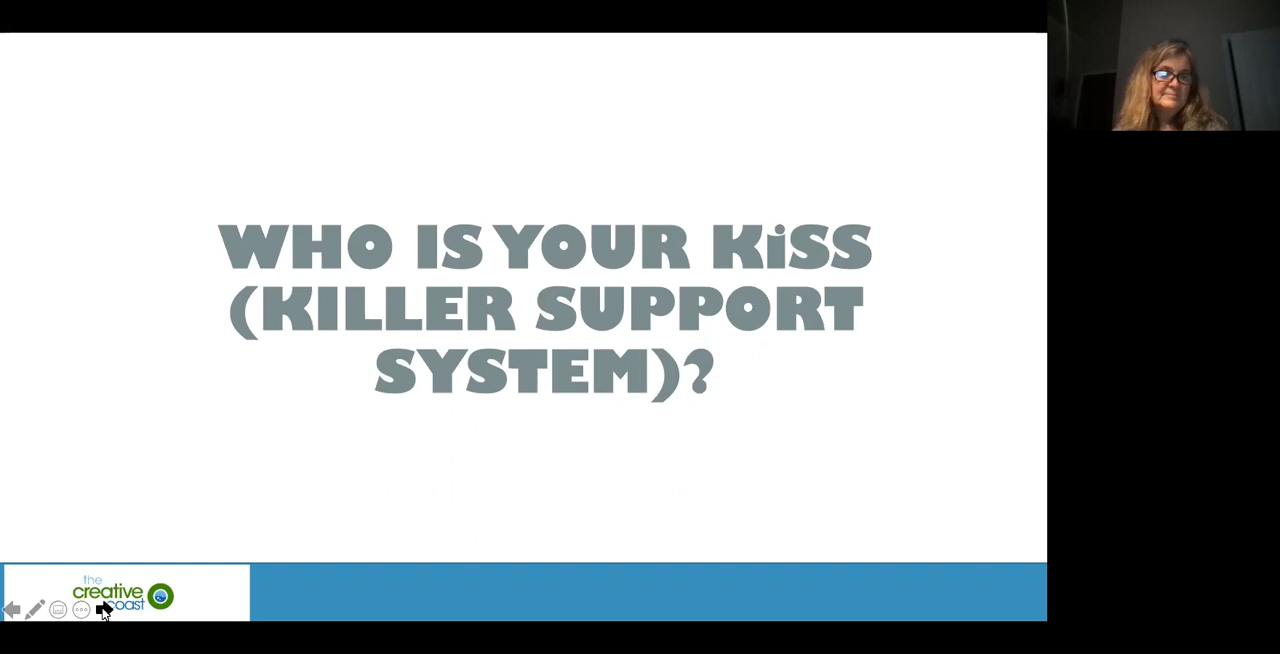 WHO IS YOUR KiSS
(KILLER SUPPORT
SYSTEM)?
the
creative
coast